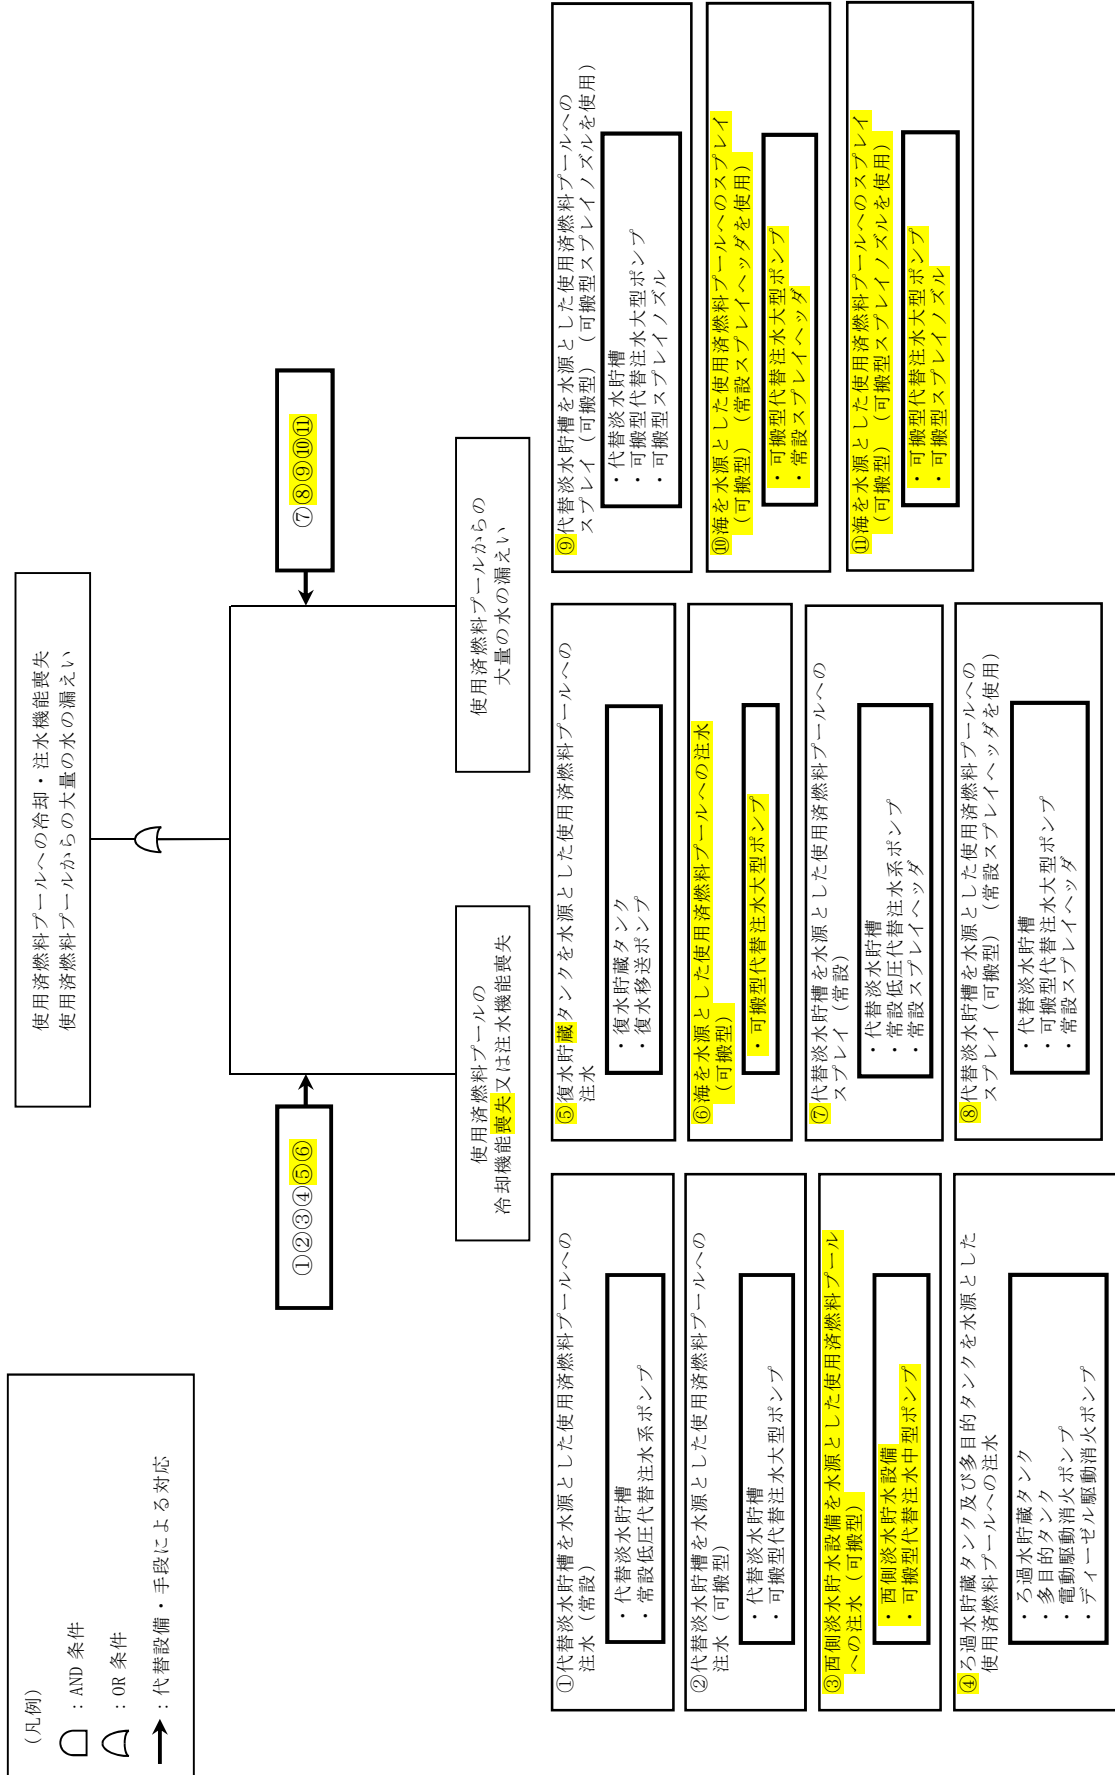 (凡例)
：AND 条件
：OR 条件
：代替設備・手段による対応
使用済燃料プールへの冷却・注水機能喪失
使用済燃料プールからの大量の水の漏えい
①②③④⑤⑥
⑦⑧⑨⑩⑪
使用済燃料プールの
冷却機能喪失又は注水機能喪失
使用済燃料プールからの
大量の水の漏えい
①代替淡水貯槽を水源とした使用済燃料プールへの
注水（常設）
・代替淡水貯槽
・常設低圧代替注水系ポンプ
②代替淡水貯槽を水源とした使用済燃料プールへの
注水（可搬型）
・代替淡水貯槽
・可搬型代替注水大型ポンプ
③西側淡水貯水設備を水源とした使用済燃料プール
への注水（可搬型）
・西側淡水貯水設備
・可搬型代替注水中型ポンプ
④ろ過水貯蔵タンク及び多目的タンクを水源とした
使用済燃料プールへの注水
・ろ過水貯蔵タンク
・多目的タンク
・電動駆動消火ポンプ
・ディーゼル駆動消火ポンプ
⑤復水貯蔵タンクを水源とした使用済燃料プールへの
注水
・復水貯蔵タンク
・復水移送ポンプ
⑥海を水源とした使用済燃料プールへの注水
（可搬型）
・可搬型代替注水大型ポンプ
⑦代替淡水貯槽を水源とした使用済燃料プールへの
スプレイ（常設）
・代替淡水貯槽
・常設低圧代替注水系ポンプ
・常設スプレイヘッダ
⑧代替淡水貯槽を水源とした使用済燃料プールへの
スプレイ（可搬型）（常設スプレイヘッダを使用）
・代替淡水貯槽
・可搬型代替注水大型ポンプ
・常設スプレイヘッダ
⑨代替淡水貯槽を水源とした使用済燃料プールへの
スプレイ（可搬型）（可搬型スプレイノズルを使用）
・代替淡水貯槽
・可搬型代替注水大型ポンプ
・可搬型スプレイノズル
⑩海を水源とした使用済燃料プールへのスプレイ
（可搬型）（常設スプレイヘッダを使用）
・可搬型代替注水大型ポンプ
・常設スプレイヘッダ
⑪海を水源とした使用済燃料プールへのスプレイ
（可搬型）（可搬型スプレイノズルを使用）
・可搬型代替注水大型ポンプ
・可搬型スプレイノズル